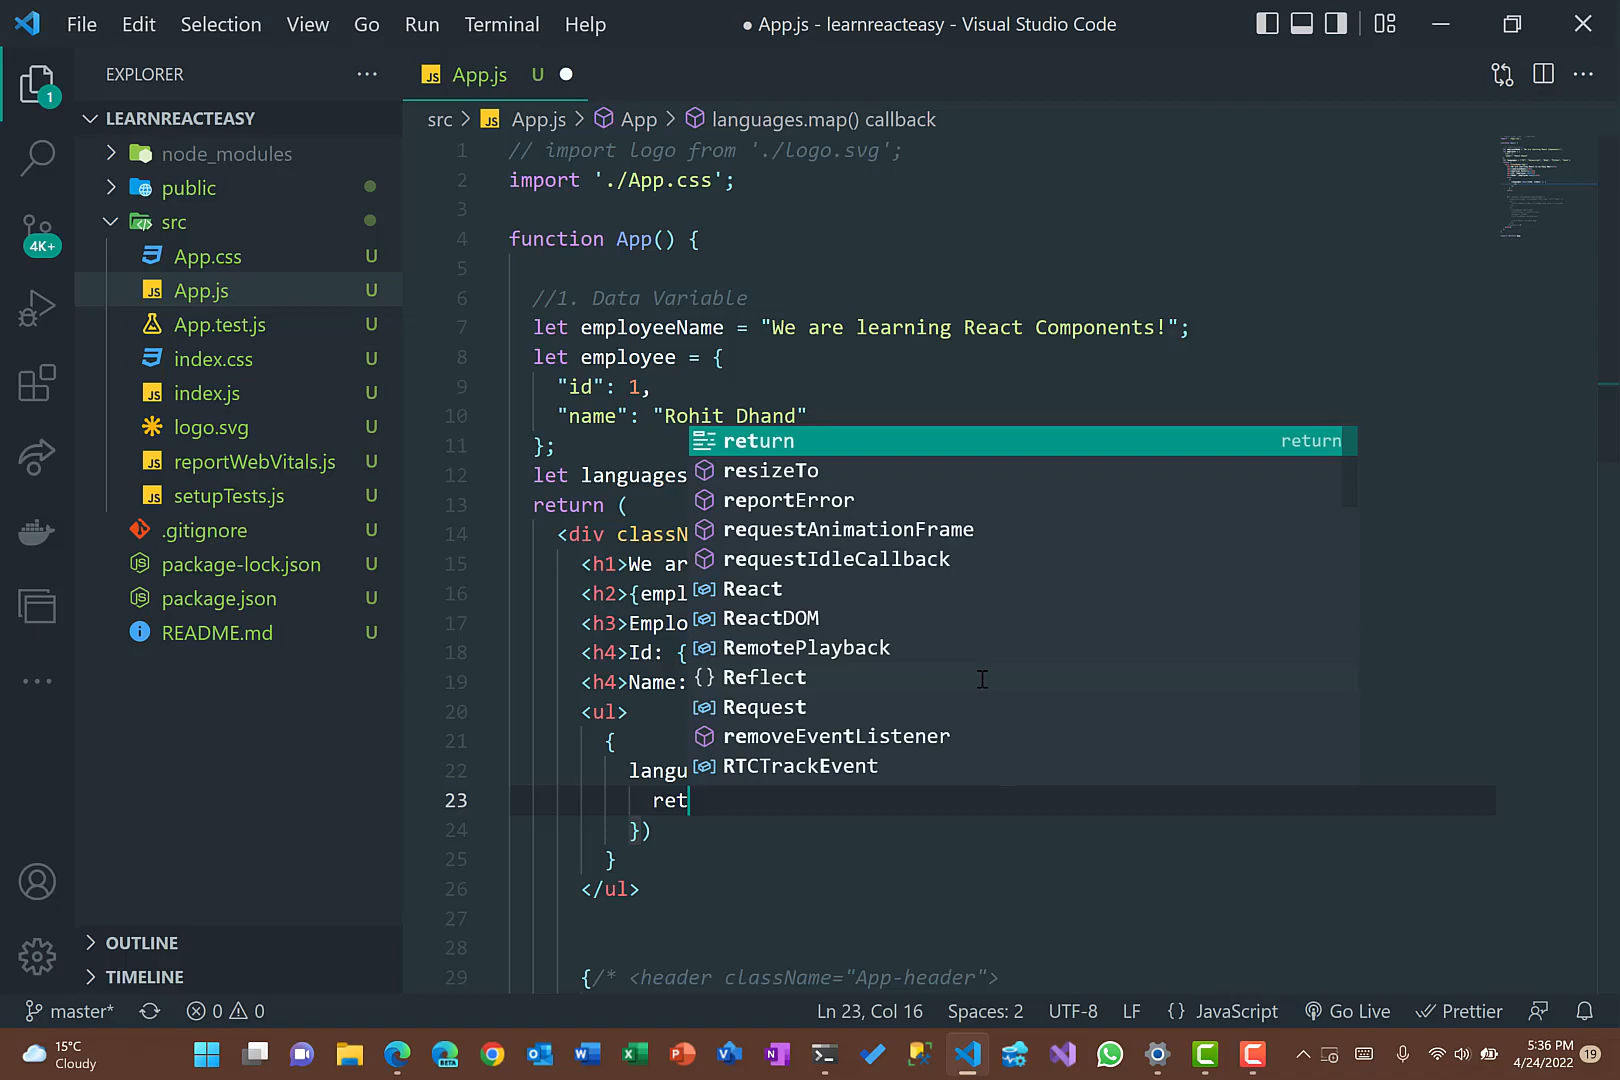 File Edit Selection View Go Run Terminal Help
● App.js - learnreacteasy - Visual Studio Code
EXPLORER
App.js U
1
LEARNREACTEASY
src > App.js > App > languages.map() callback
node_modules
public
src
4K+
App.css U
App.js U
App.test.js U
index.css U
index.js U
logo.svg U
reportWebVitals.js U
setupTests.js U
.gitignore U
package-lock.json U
package.json U
README.md U
OUTLINE
TIMELINE
1 // import logo from './logo.svg';
2 import './App.css';
3
4 function App() {
5
6 //1. Data Variable
7 let employeeName = "We are learning React Components!";
8 let employee = {
9 "id": 1,
10 "name": "Rohit Dhand"
11 };
12 let languages
13 return (
14 <div classN
15 <h1>We ar
16 <h2>{empl
17 <h3>Emplo
18 <h4>Id: {
19 <h4>Name:
20 <ul>
21 {
22 langu
23 ret
24 })
25 }
26 </ul>
27
28
29 {/* <header className="App-header">
return return
resizeTo
reportError
requestAnimationFrame
requestIdleCallback
React
ReactDOM
RemotePlayback
Reflect
Request
removeEventListener
RTCTrackEvent
master* 0 0 Ln 23, Col 16 Spaces: 2 UTF-8 LF {} JavaScript Go Live Prettier
15°C
Cloudy
5:36 PM
4/24/2022
19